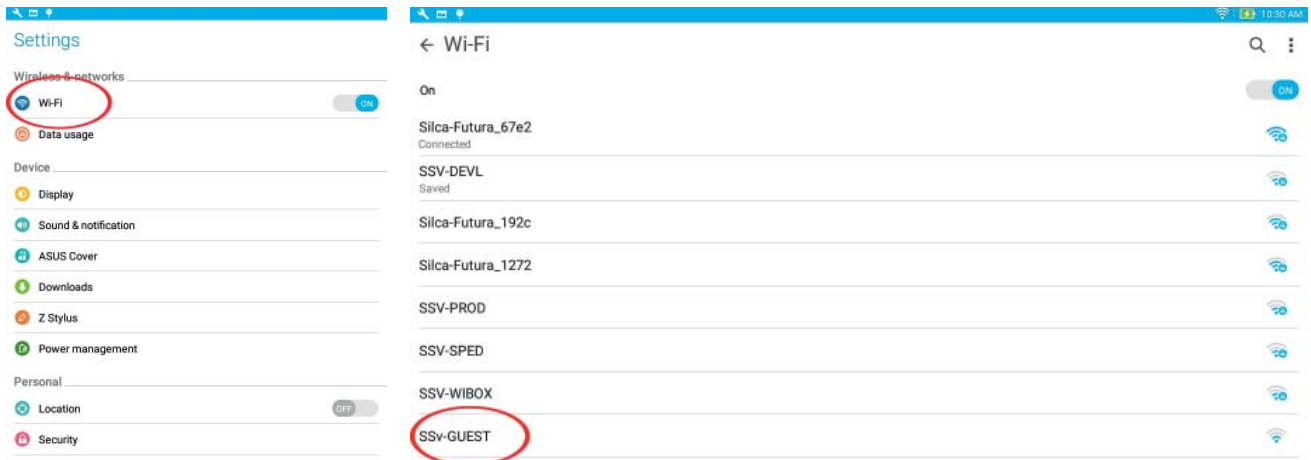 Settings
Wireless & networks
Wi-Fi ON
Data usage
Device
Display
Sound & notification
ASUS Cover
Downloads
Z Stylus
Power management
Personal
Location OFF
Security
10:30 AM
Wi-Fi
On ON
Silca-Futura_67e2
Connected
SSV-DEVL
Saved
Silca-Futura_192c
Silca-Futura_1272
SSV-PROD
SSV-SPED
SSV-WIBOX
SSv-GUEST